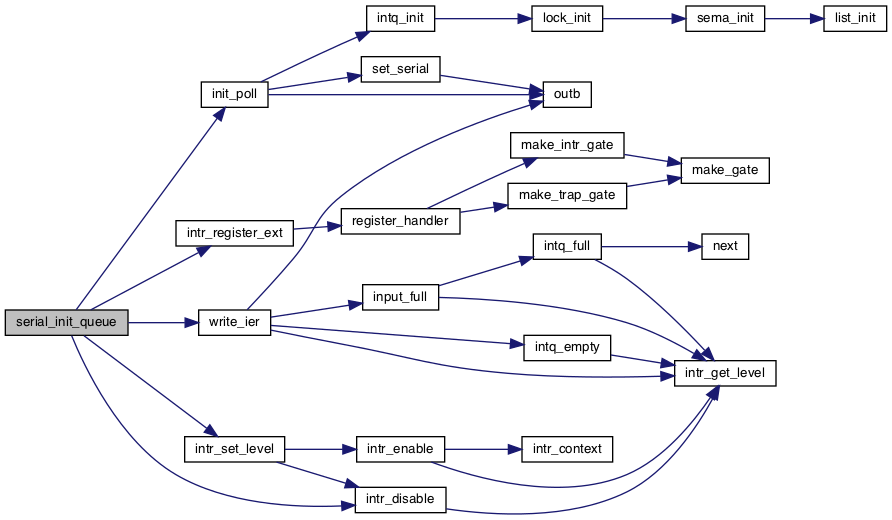 intq_init
lock_init
sema_init
list_init
set_serial
init_poll
outb
make_intr_gate
make_gate
make_trap_gate
register_handler
intr_register_ext
intq_full
next
input_full
serial_init_queue
write_ier
intq_empty
intr_get_level
intr_set_level
intr_enable
intr_context
intr_disable